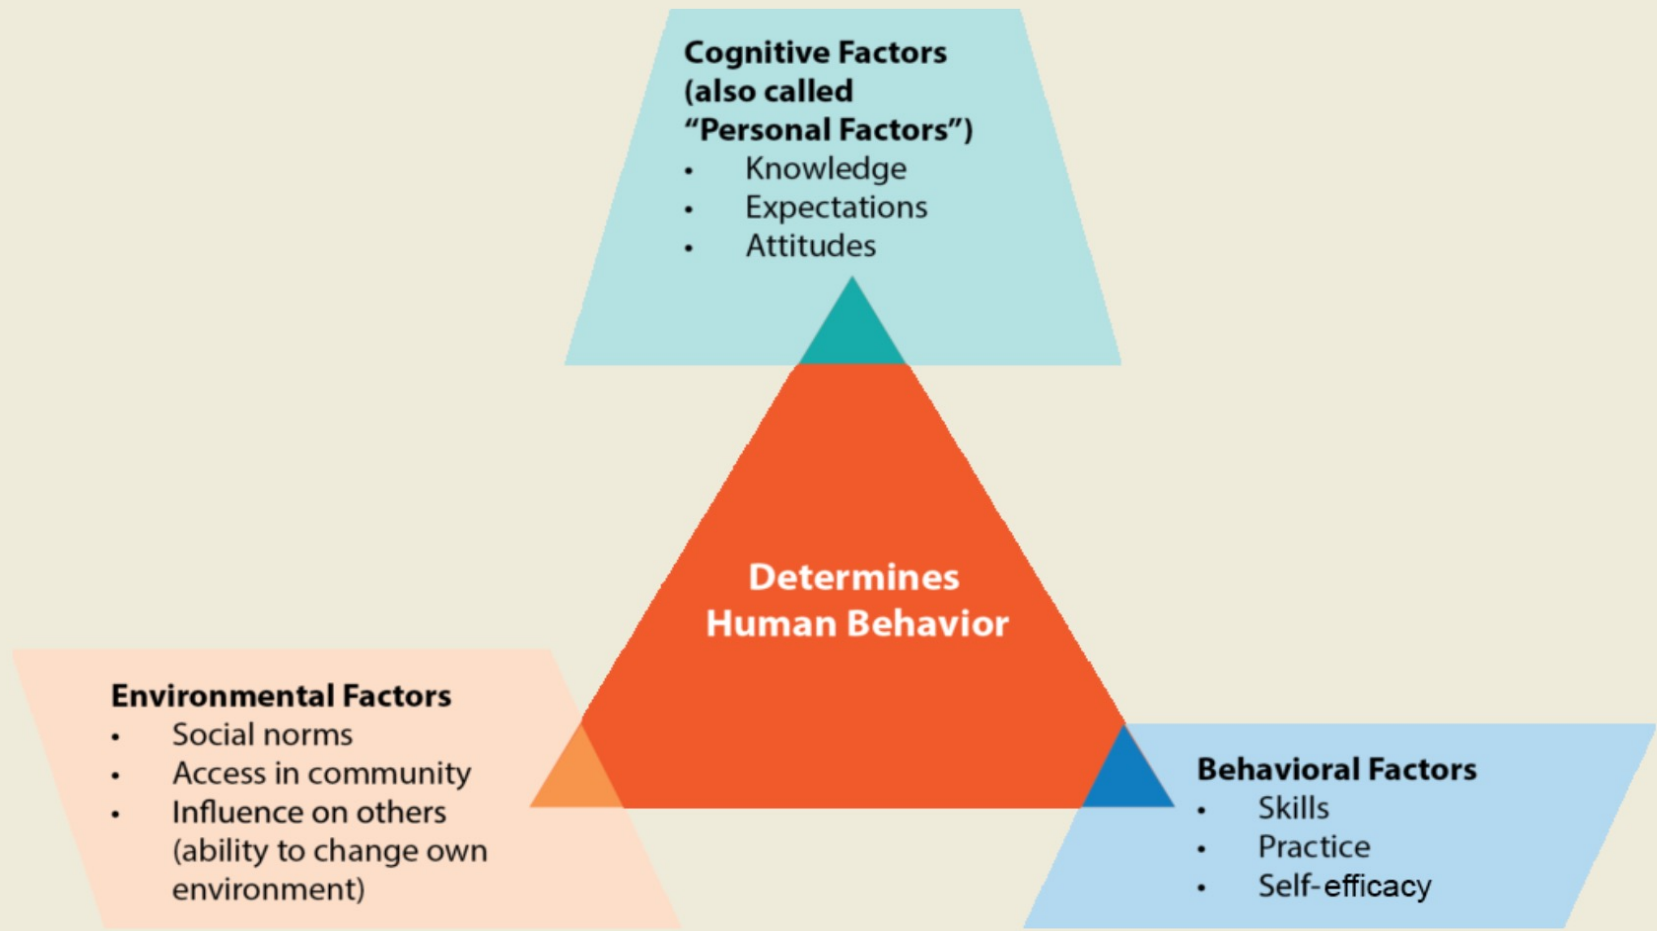 Cognitive Factors
(also called
“Personal Factors”)
• Knowledge
• Expectations
• Attitudes
Determines
Human Behavior
Environmental Factors
• Social norms
• Access in community
• Influence on others
(ability to change own
environment)
Behavioral Factors
• Skills
• Practice
• Self-efficacy